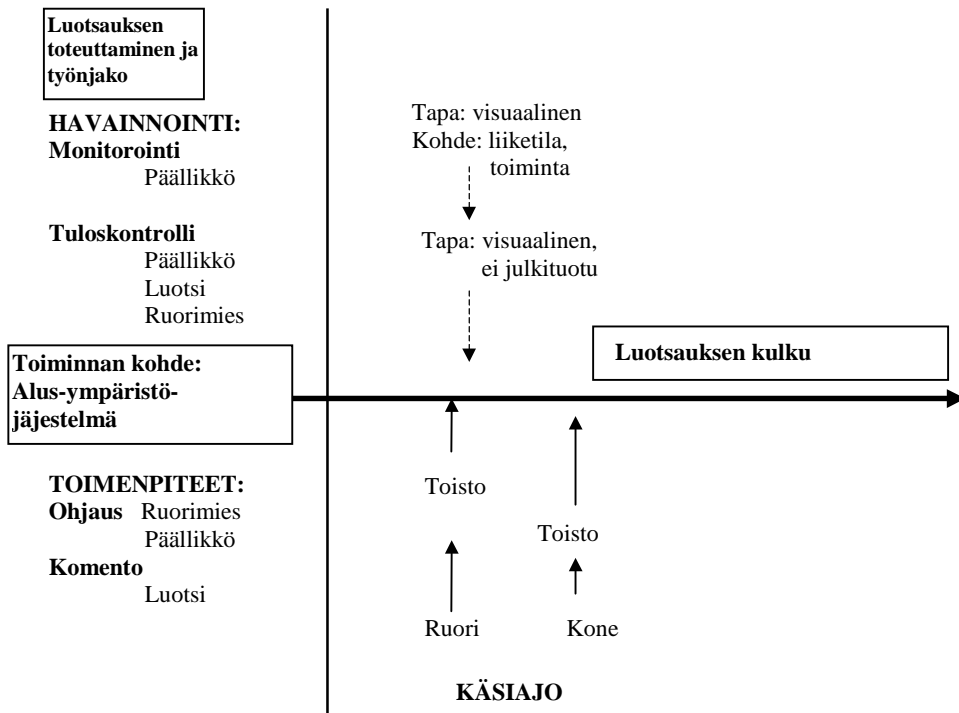 Luotsauksen
toteuttaminen ja
työnjako
HAVAINNOINTI:
Monitorointi
Päällikkö
Tapa: visuaalinen
Kohde: liiketila,
toiminta
Tuloskontrolli
Päällikkö
Luotsi
Ruorimies
Tapa: visuaalinen,
ei julkituotu
Toiminnan kohde:
Alus-ympäristö-
jäjestelmä
Luotsauksen kulku
TOIMENPITEET:
Ohjaus Ruorimies
Päällikkö
Komento
Luotsi
Toisto
Toisto
Ruori
Kone
KÄSIAJO